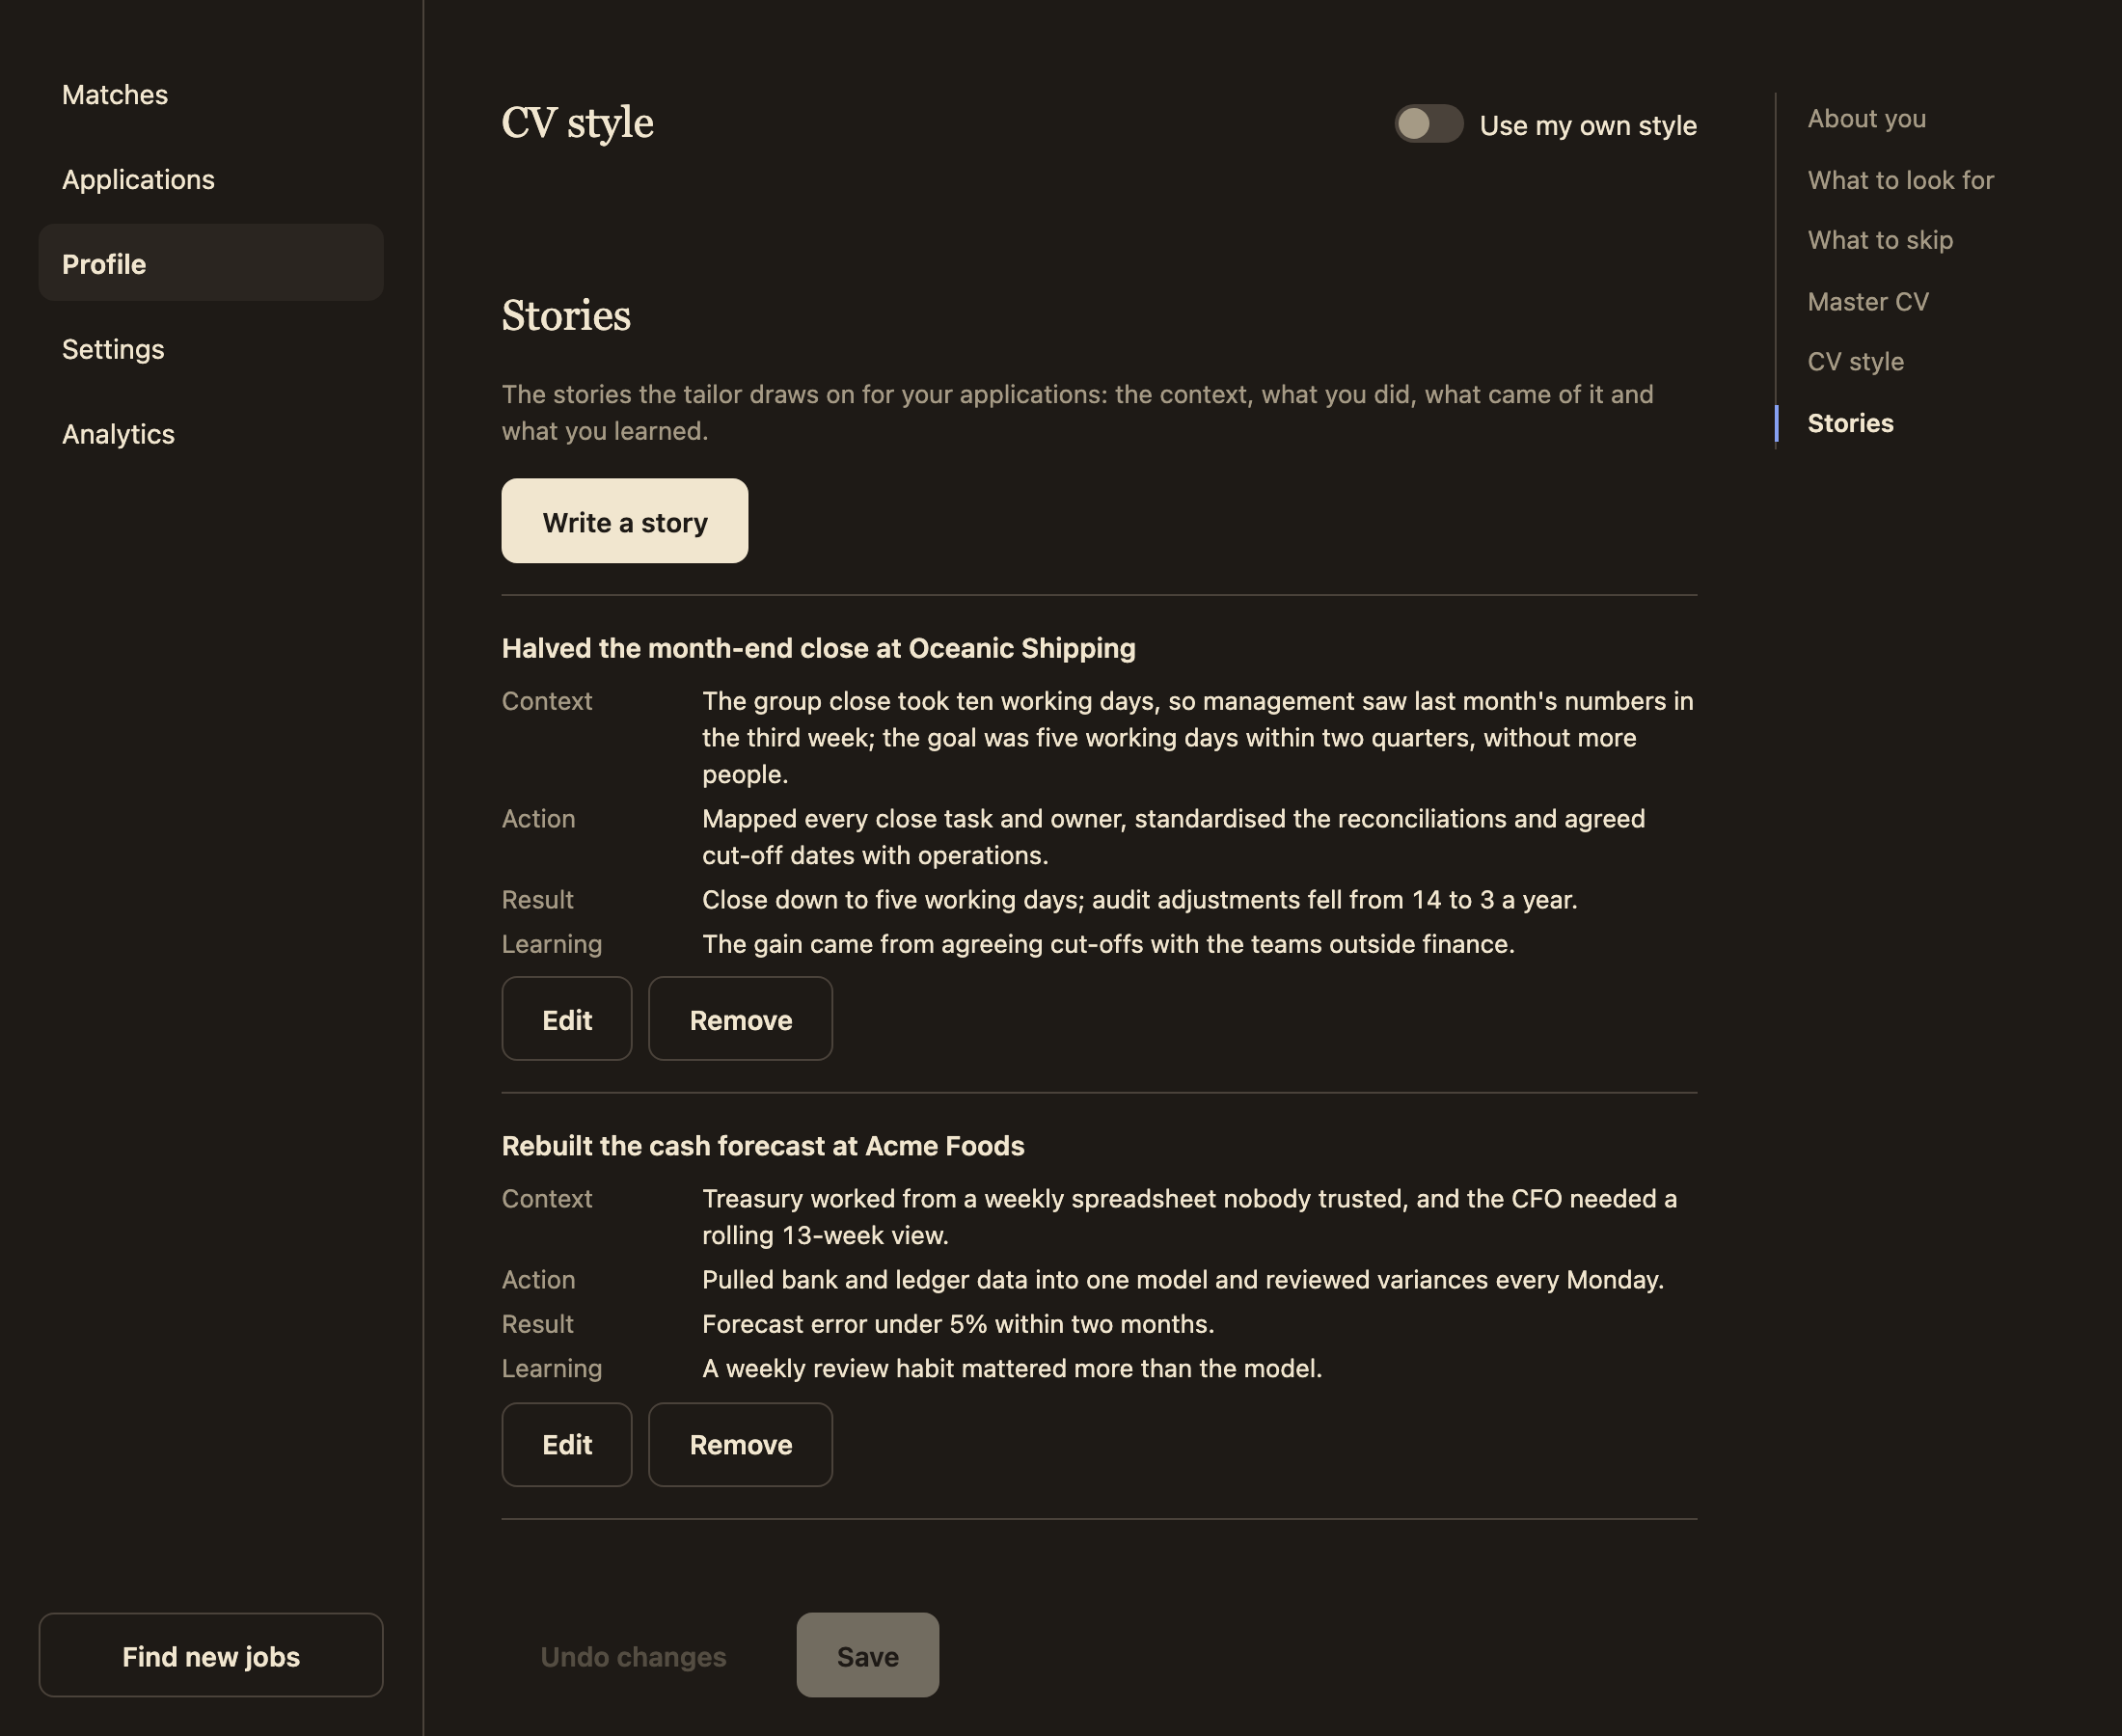 Matches
Applications
Profile
Settings
Analytics
Find new jobs
CV style
Use my own style
Stories
The stories the tailor draws on for your applications: the context, what you did, what came of it and
what you learned.
Write a story
Halved the month-end close at Oceanic Shipping
Context
The group close took ten working days, so management saw last month's numbers in
the third week; the goal was five working days within two quarters, without more
people.
Action
Mapped every close task and owner, standardised the reconciliations and agreed
cut-off dates with operations.
Result
Close down to five working days; audit adjustments fell from 14 to 3 a year.
Learning
The gain came from agreeing cut-offs with the teams outside finance.
Edit
Remove
Rebuilt the cash forecast at Acme Foods
Context
Treasury worked from a weekly spreadsheet nobody trusted, and the CFO needed a
rolling 13-week view.
Action
Pulled bank and ledger data into one model and reviewed variances every Monday.
Result
Forecast error under 5% within two months.
Learning
A weekly review habit mattered more than the model.
Edit
Remove
Undo changes
Save
About you
What to look for
What to skip
Master CV
CV style
Stories